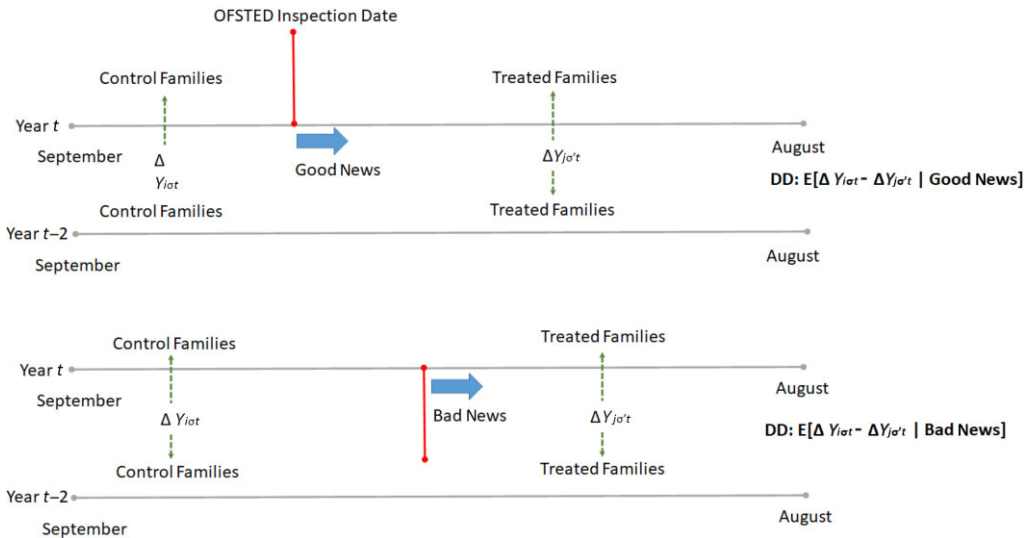 OFSTED Inspection Date
Control Families
Treated Families
Year t
September
Δ
Yiσt
Good News
ΔYjσ't
August
DD: E[Δ Yiσt - ΔYjσ't | Good News]
Control Families
Treated Families
Year t–2
September
August
Control Families
Treated Families
Year t
September
Δ Yiσt
Bad News
ΔYjσ't
August
DD: E[Δ Yiσt - ΔYjσ't | Bad News]
Control Families
Treated Families
Year t–2
September
August